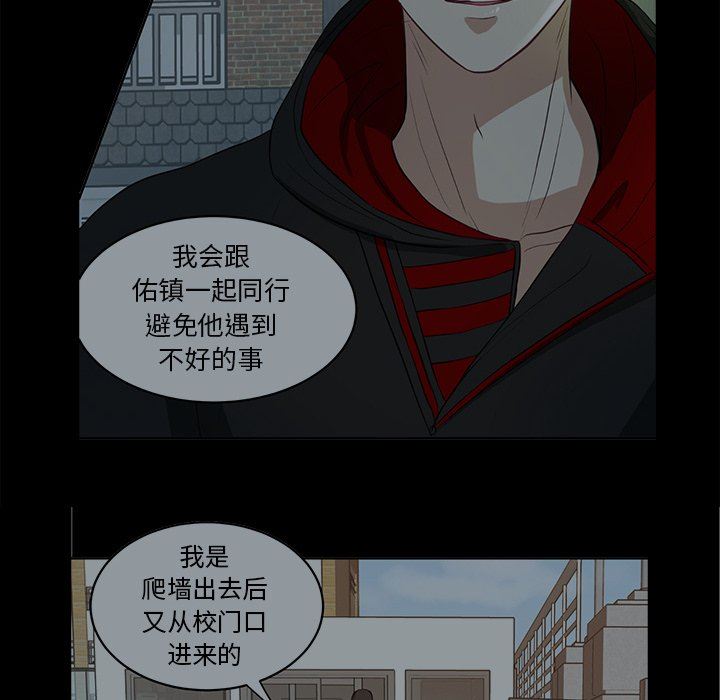 我会跟
佑镇一起同行
避免他遇到
不好的事
我是
爬墙出去后
又从校门口
进来的